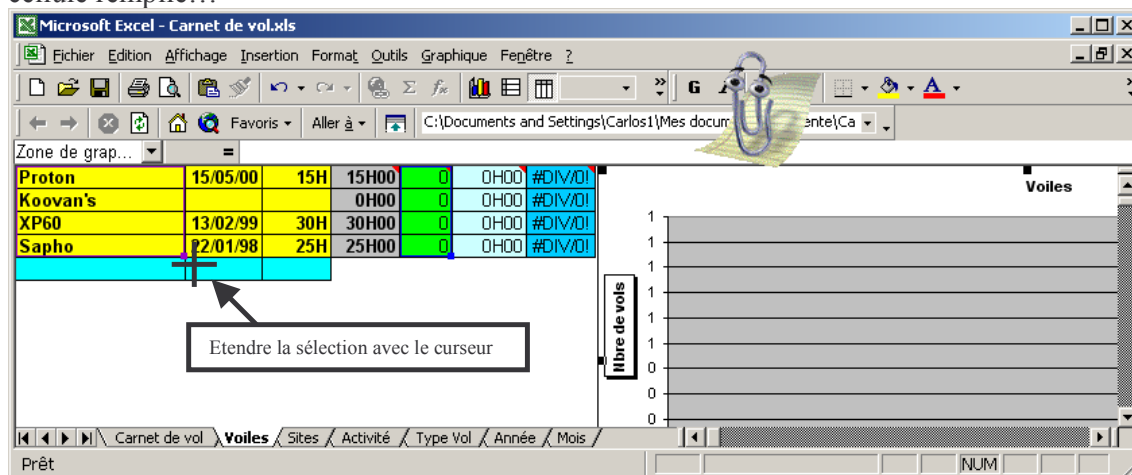 Microsoft Excel - Carnet de vol.xls
Fichier Edition Affichage Insertion Format Outils Graphique Fenêtre ?
G
Favoris Aller à C:\Documents and Settings\Carlos1\Mes
Zone de grap... =
Proton 15/05/00 15H 15H00 0 0H00 #DIV/0!
Koovan's 0H00 0 0H00 #DIV/0!
XP60 13/02/99 30H 30H00 0 0H00 #DIV/0!
Sapho 22/01/98 25H 25H00 0 0H00 #DIV/0!
Voiles
1
1
1
1
1
1
0
0
0
Nbre de vols
Etendre la sélection avec le curseur
Carnet de vol Voiles Sites Activité Type Vol Année Mois
Prêt NUM